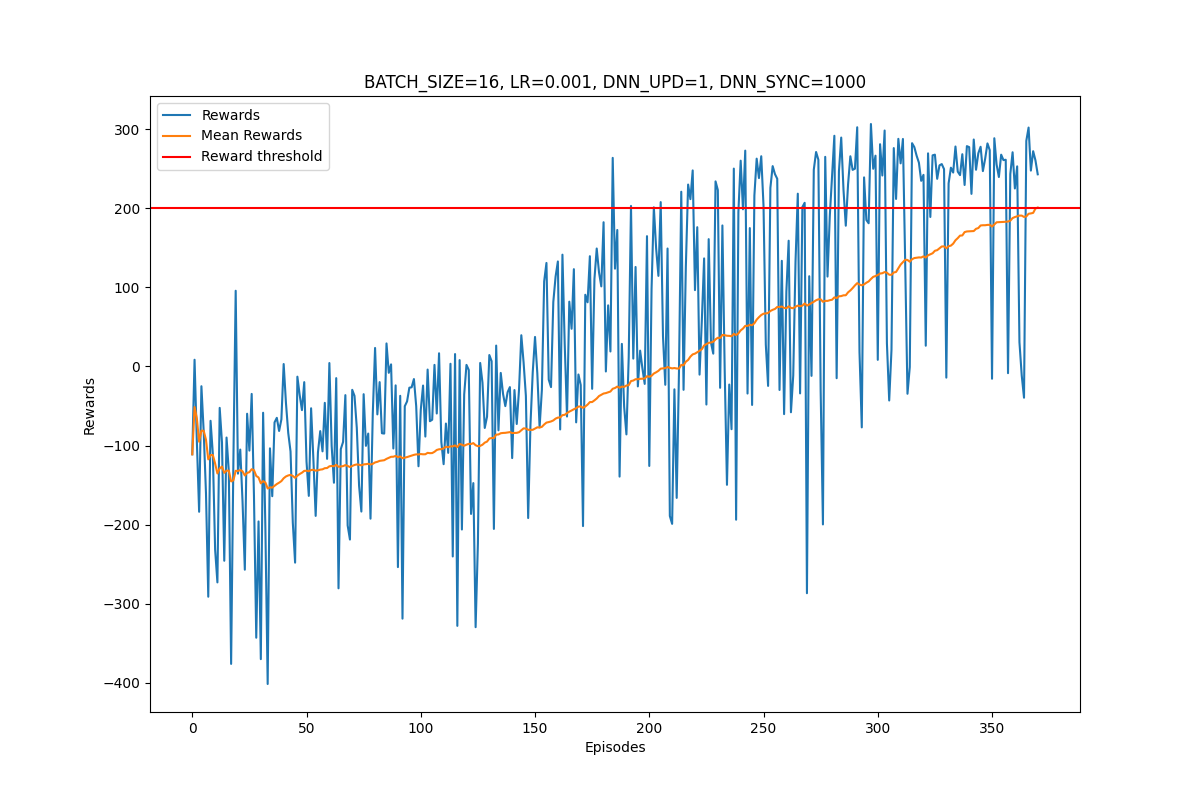 BATCH_SIZE=16, LR=0.001, DNN_UPD=1, DNN_SYNC=1000
Rewards
Mean Rewards
Reward threshold
300
200
100
0
−100
−200
−300
−400
Rewards
0
50
100
150
200
250
300
350
Episodes